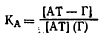 K_A = [AT – Г] / [AT] (Г)